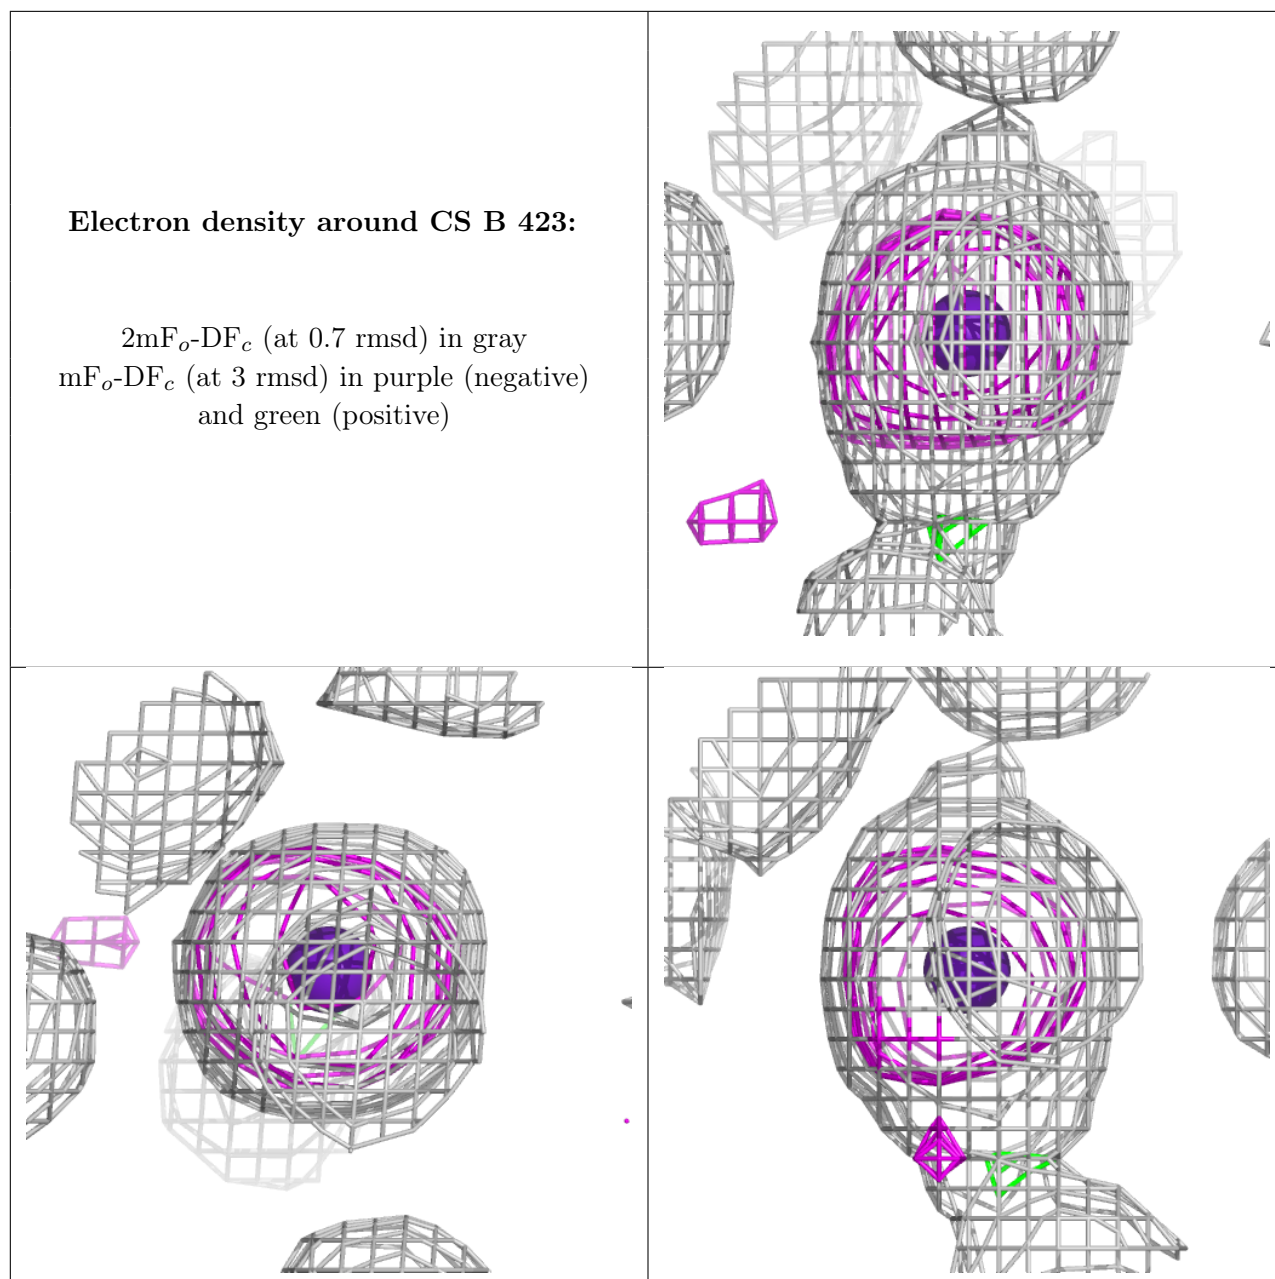 Electron density around CS B 423:
2mFo-DFc (at 0.7 rmsd) in gray
mFo-DFc (at 3 rmsd) in purple (negative)
and green (positive)